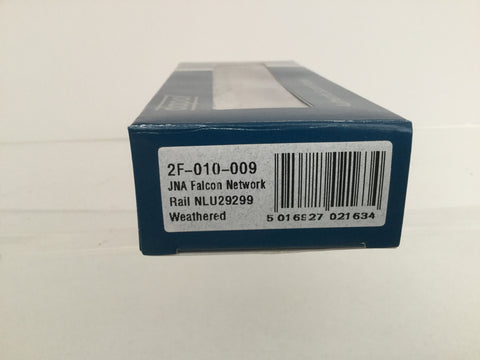 2F-010-009
JNA Falcon Network
Rail NLU29299
Weathered
5 016927 021634